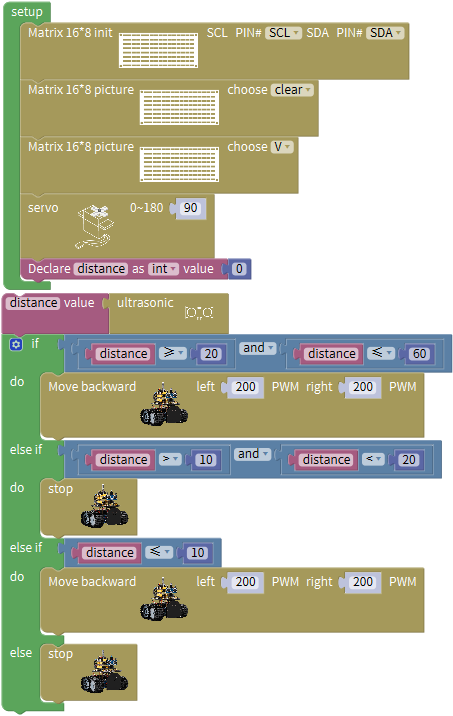 setup
Matrix 16*8 init SCL PIN# SCL SDA PIN# SDA
Matrix 16*8 picture choose clear
Matrix 16*8 picture choose V
servo 0~180 90
Declare distance as int value 0
distance value ultrasonic
if distance ≥ 20 and distance ≤ 60
do Move backward left 200 PWM right 200 PWM
else if distance > 10 and distance < 20
do stop
else if distance ≤ 10
do Move backward left 200 PWM right 200 PWM
else stop